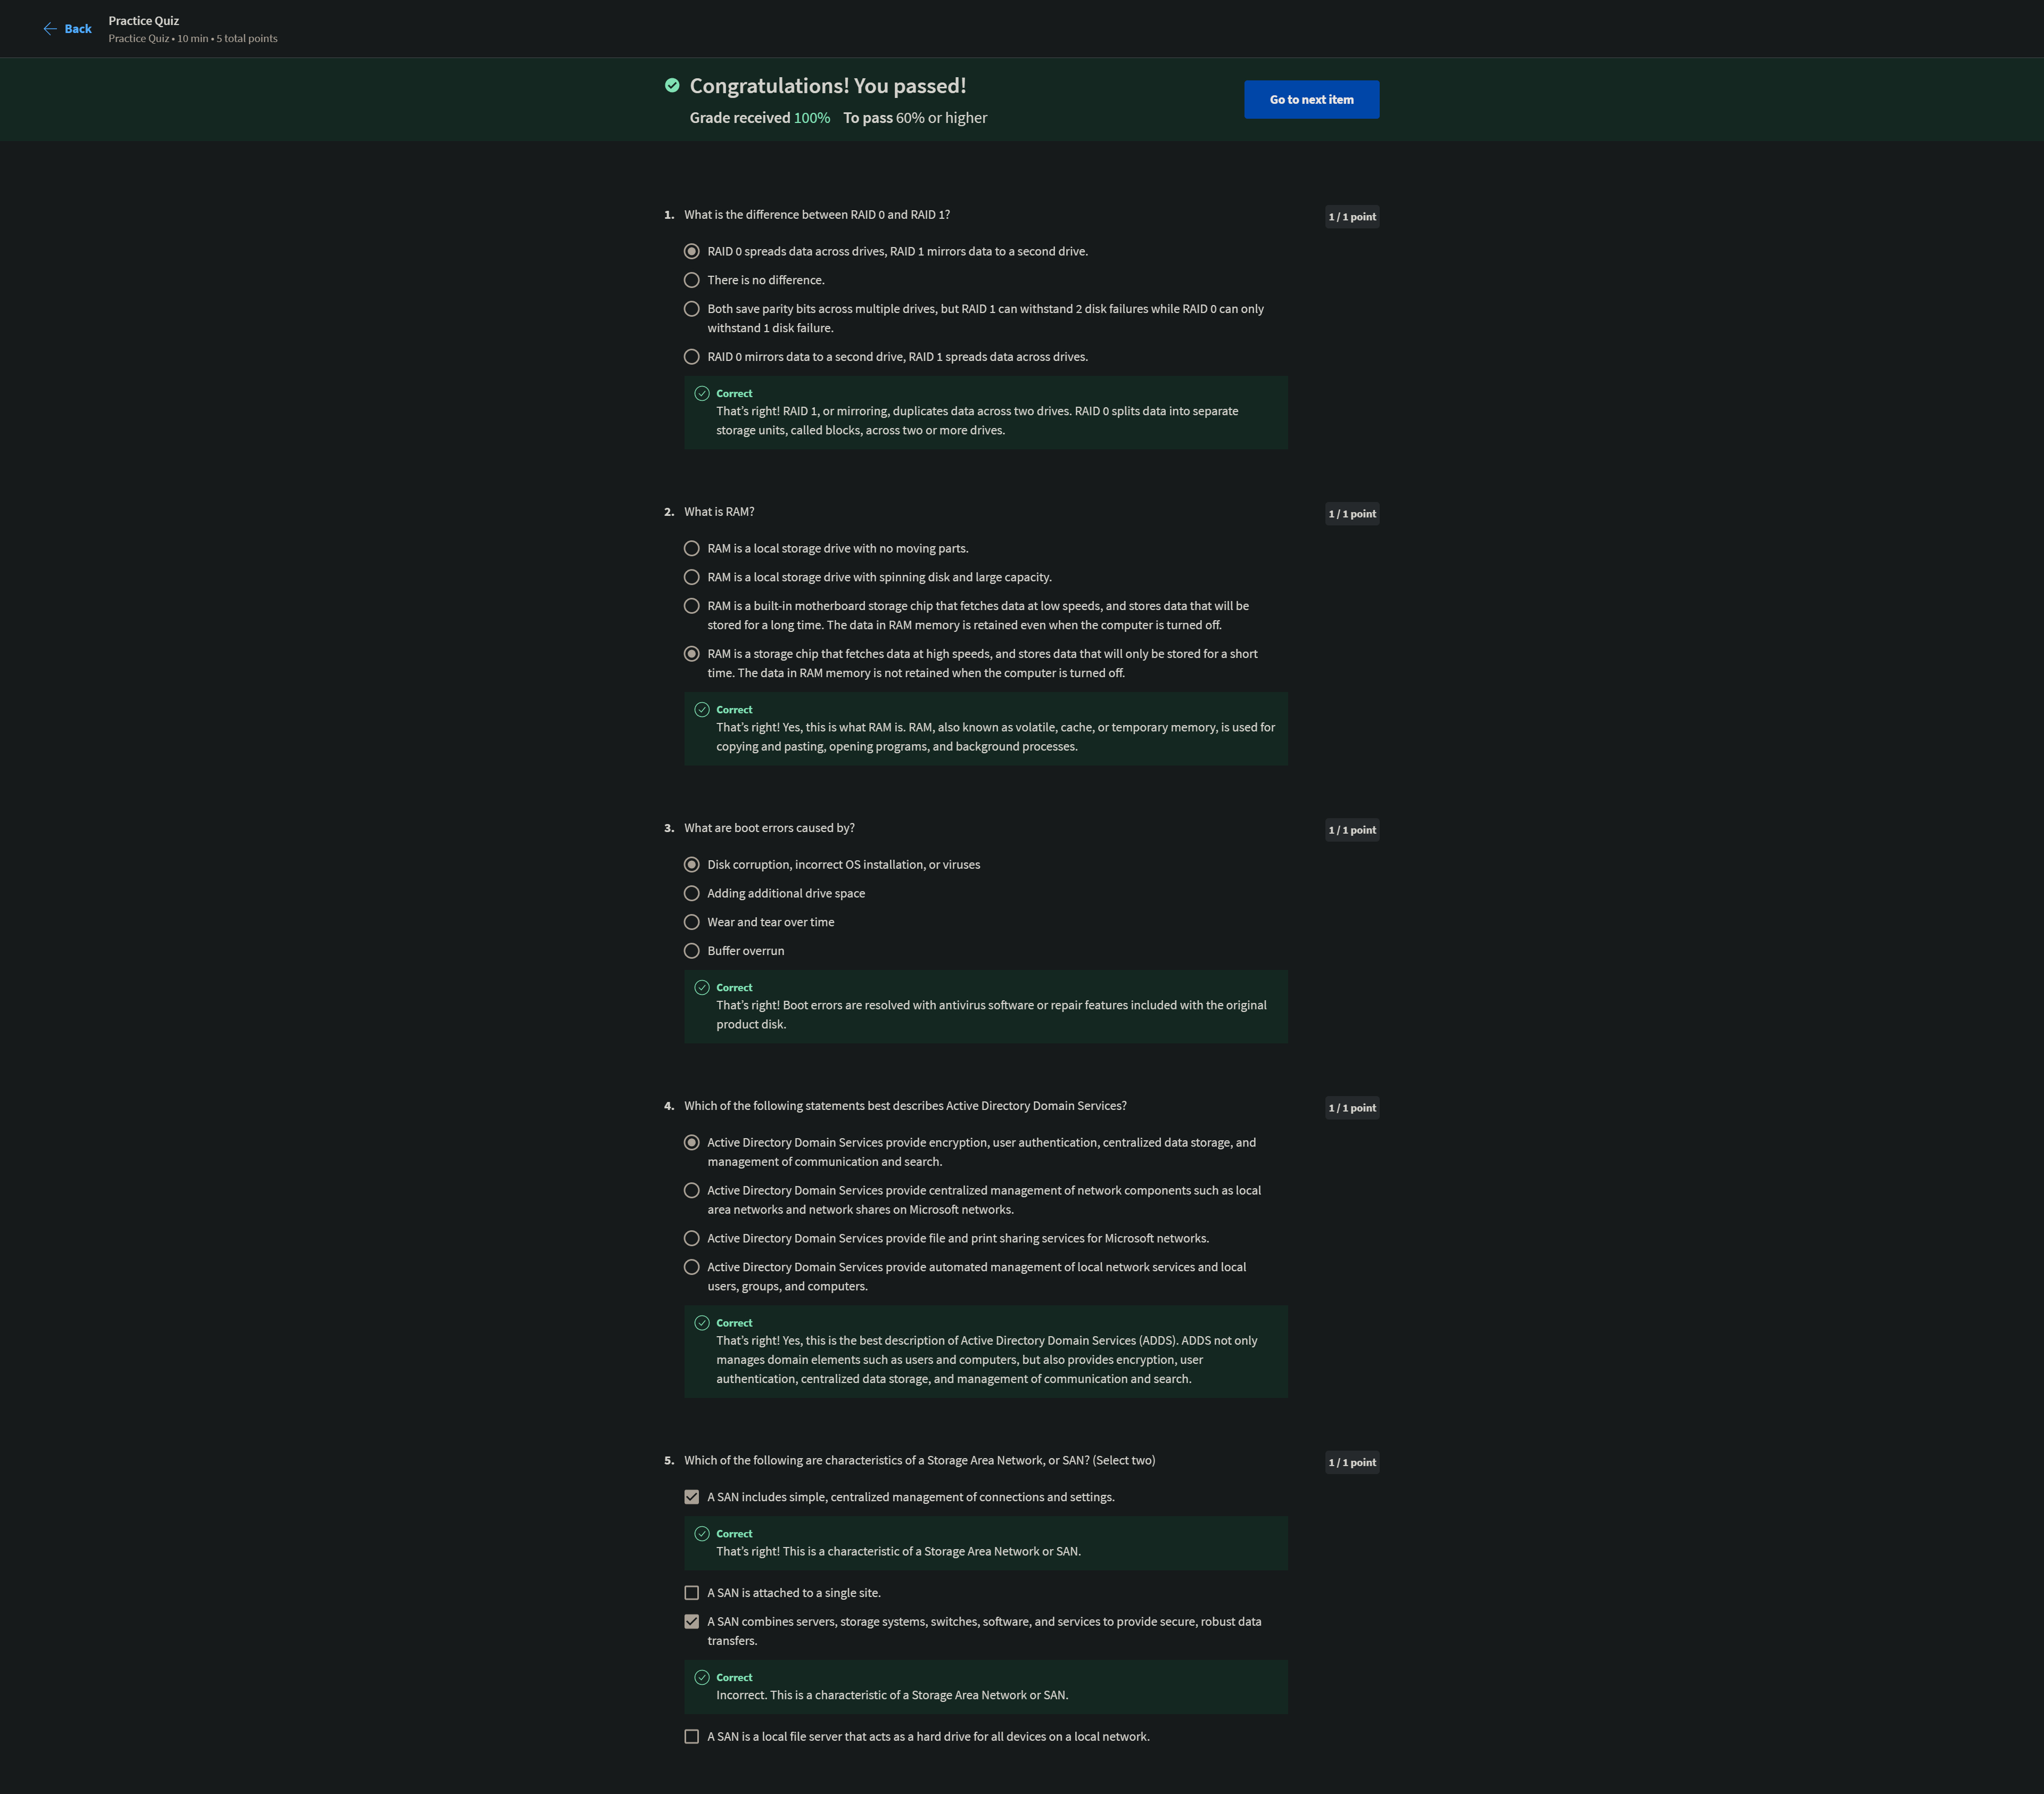 Back
Practice Quiz
Practice Quiz • 10 min • 5 total points
Congratulations! You passed!
Grade received 100% To pass 60% or higher
Go to next item
1. What is the difference between RAID 0 and RAID 1?
1 / 1 point
RAID 0 spreads data across drives, RAID 1 mirrors data to a second drive.
There is no difference.
Both save parity bits across multiple drives, but RAID 1 can withstand 2 disk failures while RAID 0 can only
withstand 1 disk failure.
RAID 0 mirrors data to a second drive, RAID 1 spreads data across drives.
Correct
That’s right! RAID 1, or mirroring, duplicates data across two drives. RAID 0 splits data into separate
storage units, called blocks, across two or more drives.
2. What is RAM?
1 / 1 point
RAM is a local storage drive with no moving parts.
RAM is a local storage drive with spinning disk and large capacity.
RAM is a built-in motherboard storage chip that fetches data at low speeds, and stores data that will be
stored for a long time. The data in RAM memory is retained even when the computer is turned off.
RAM is a storage chip that fetches data at high speeds, and stores data that will only be stored for a short
time. The data in RAM memory is not retained when the computer is turned off.
Correct
That’s right! Yes, this is what RAM is. RAM, also known as volatile, cache, or temporary memory, is used for
copying and pasting, opening programs, and background processes.
3. What are boot errors caused by?
1 / 1 point
Disk corruption, incorrect OS installation, or viruses
Adding additional drive space
Wear and tear over time
Buffer overrun
Correct
That’s right! Boot errors are resolved with antivirus software or repair features included with the original
product disk.
4. Which of the following statements best describes Active Directory Domain Services?
1 / 1 point
Active Directory Domain Services provide encryption, user authentication, centralized data storage, and
management of communication and search.
Active Directory Domain Services provide centralized management of network components such as local
area networks and network shares on Microsoft networks.
Active Directory Domain Services provide file and print sharing services for Microsoft networks.
Active Directory Domain Services provide automated management of local network services and local
users, groups, and computers.
Correct
That’s right! Yes, this is the best description of Active Directory Domain Services (ADDS). ADDS not only
manages domain elements such as users and computers, but also provides encryption, user
authentication, centralized data storage, and management of communication and search.
5. Which of the following are characteristics of a Storage Area Network, or SAN? (Select two)
1 / 1 point
A SAN includes simple, centralized management of connections and settings.
Correct
That’s right! This is a characteristic of a Storage Area Network or SAN.
A SAN is attached to a single site.
A SAN combines servers, storage systems, switches, software, and services to provide secure, robust data
transfers.
Correct
Incorrect. This is a characteristic of a Storage Area Network or SAN.
A SAN is a local file server that acts as a hard drive for all devices on a local network.